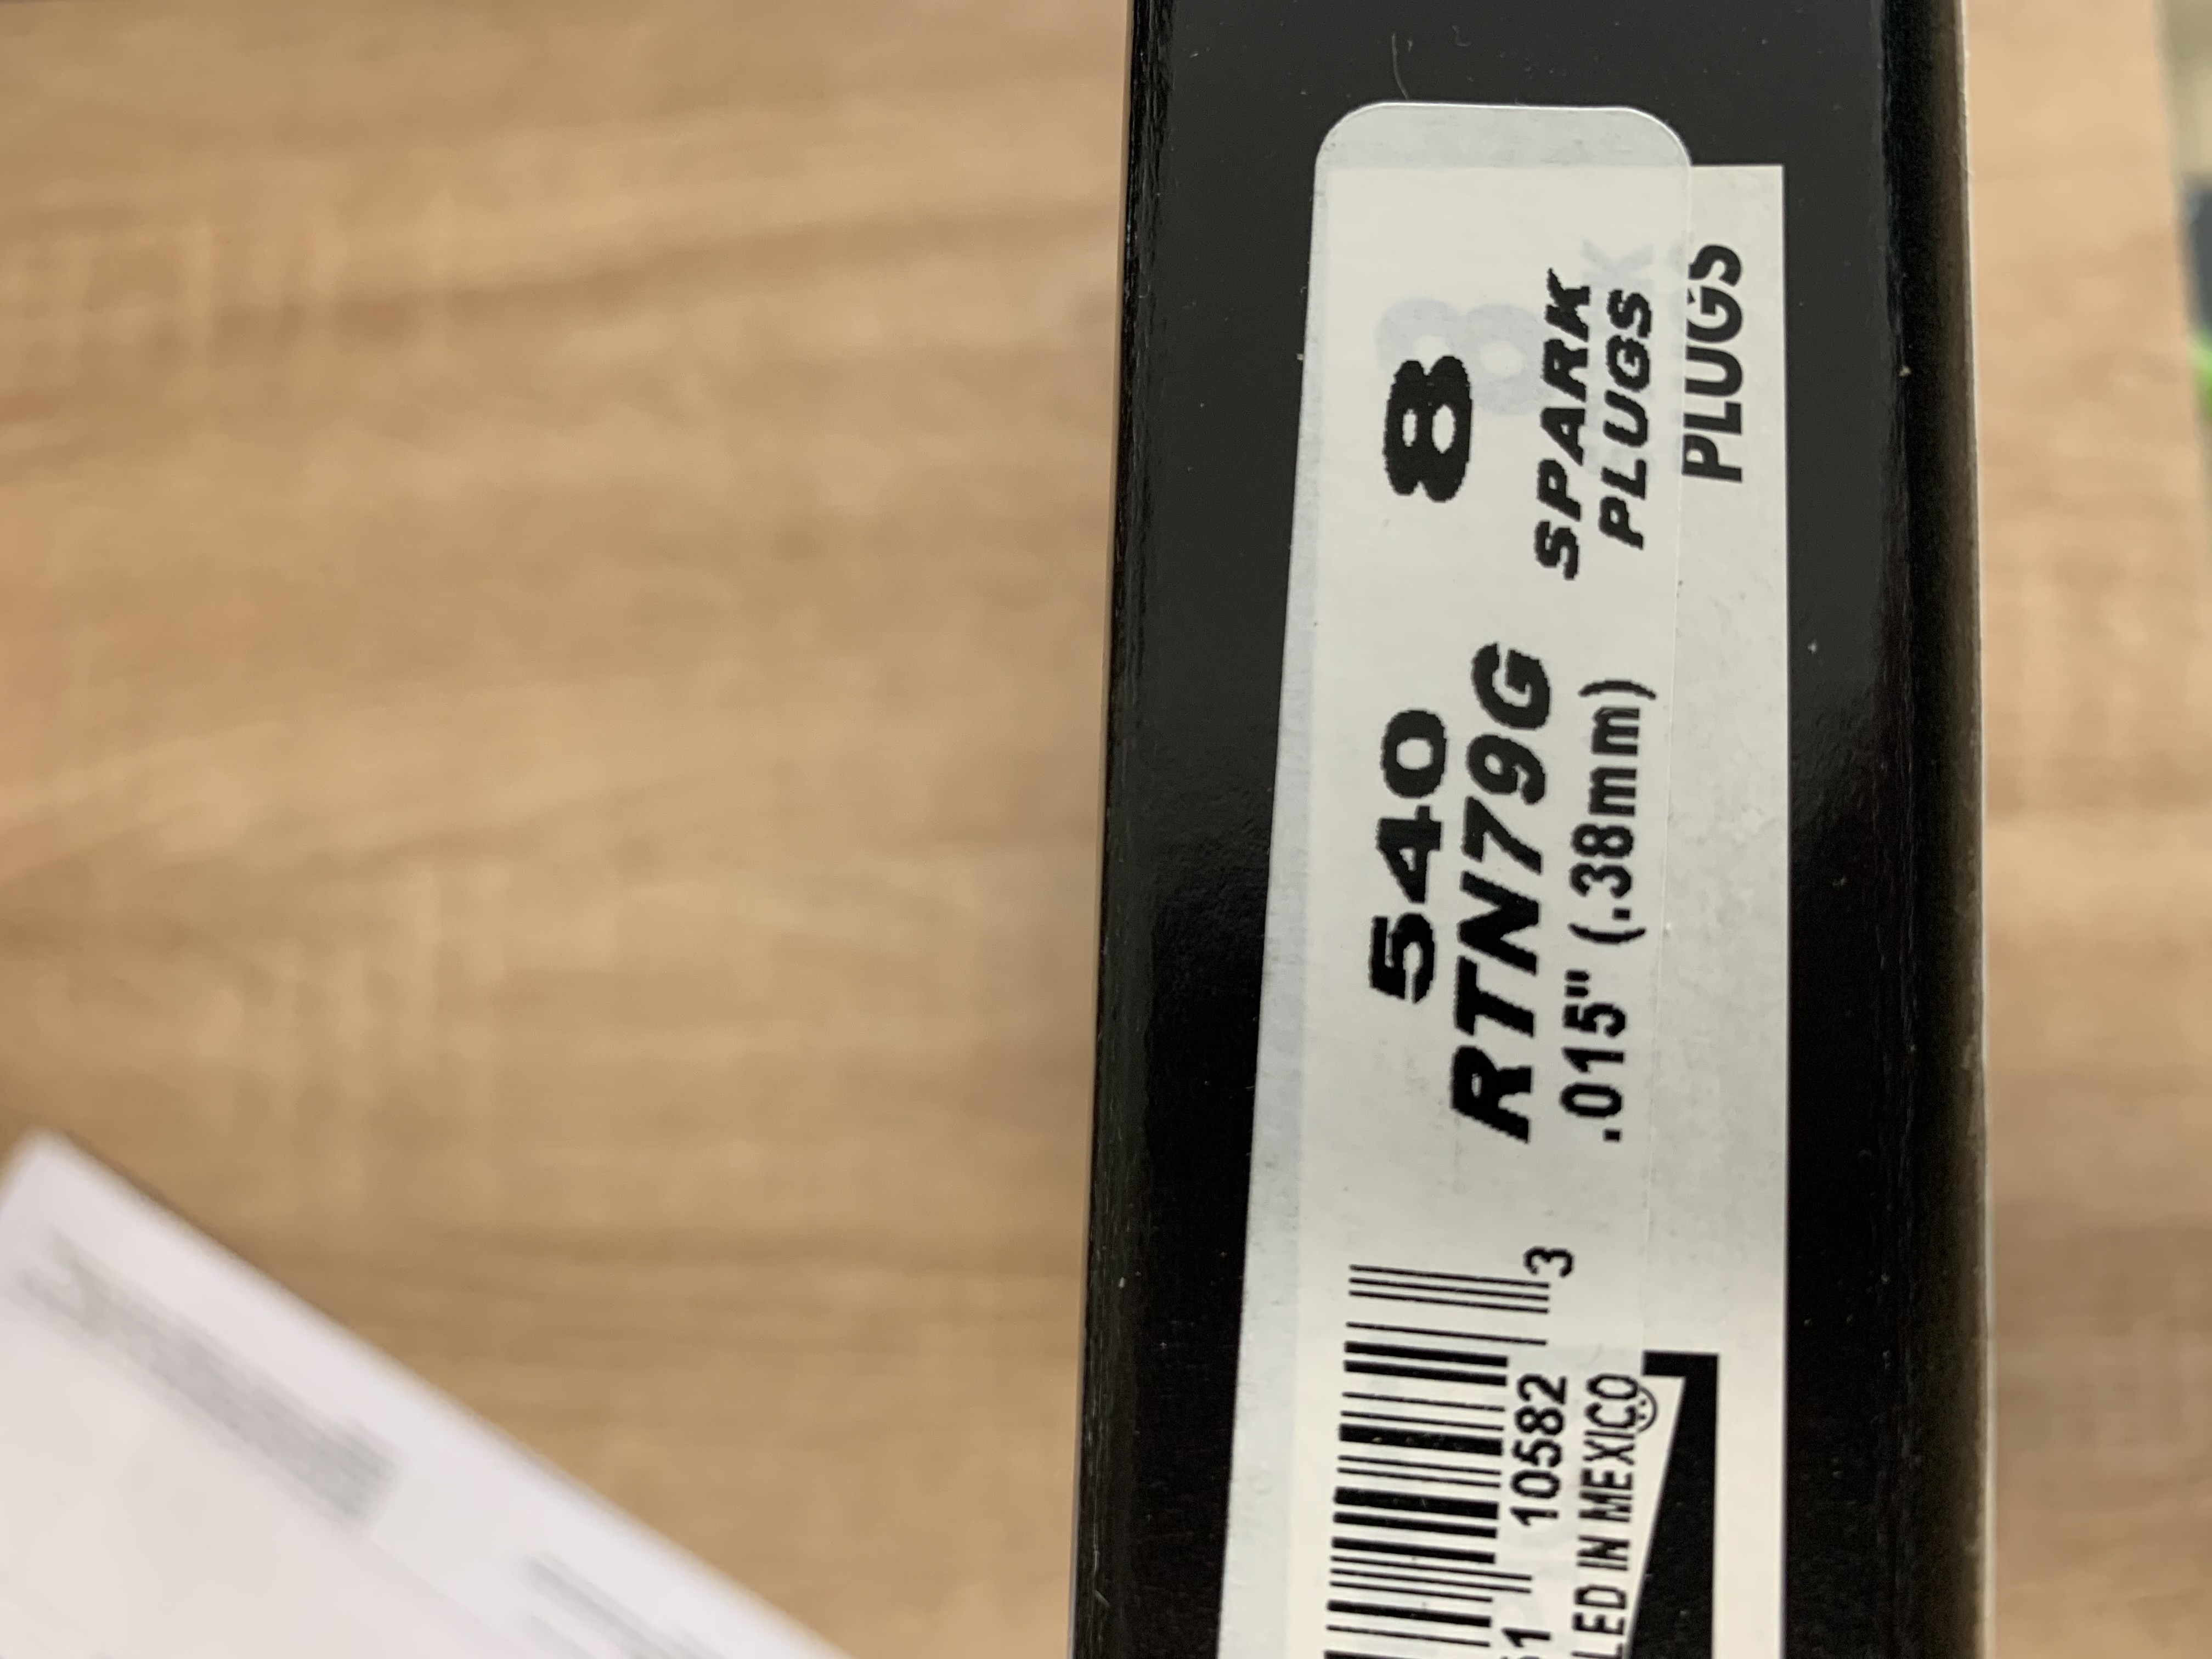 8
SPARK
PLUGS
PLUGS
540
RTN79G
.015" (.38mm)
10582 3
LED IN MEXICO